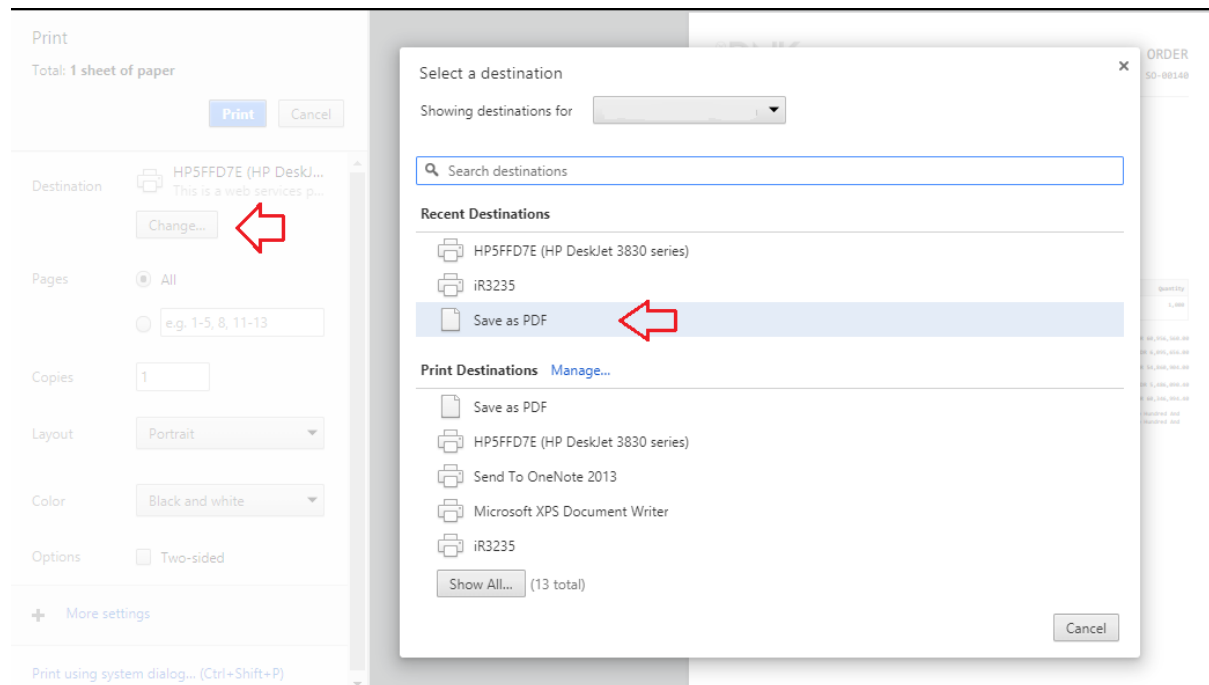 Print
Total: 1 sheet of paper
Print Cancel
Destination
HP5FFD7E (HP DeskJ...
This is a web services p...
Change...
Pages
All
e.g. 1-5, 8, 11-13
Copies
1
Layout
Portrait
Color
Black and white
Options
Two-sided
+ More settings
Print using system dialog... (Ctrl+Shift+P)
Select a destination
×
Showing destinations for
Search destinations
Recent Destinations
HP5FFD7E (HP DeskJet 3830 series)
iR3235
Save as PDF
Print Destinations Manage...
Save as PDF
HP5FFD7E (HP DeskJet 3830 series)
Send To OneNote 2013
Microsoft XPS Document Writer
iR3235
Show All... (13 total)
Cancel
ORDER
SO-00140
Quantity